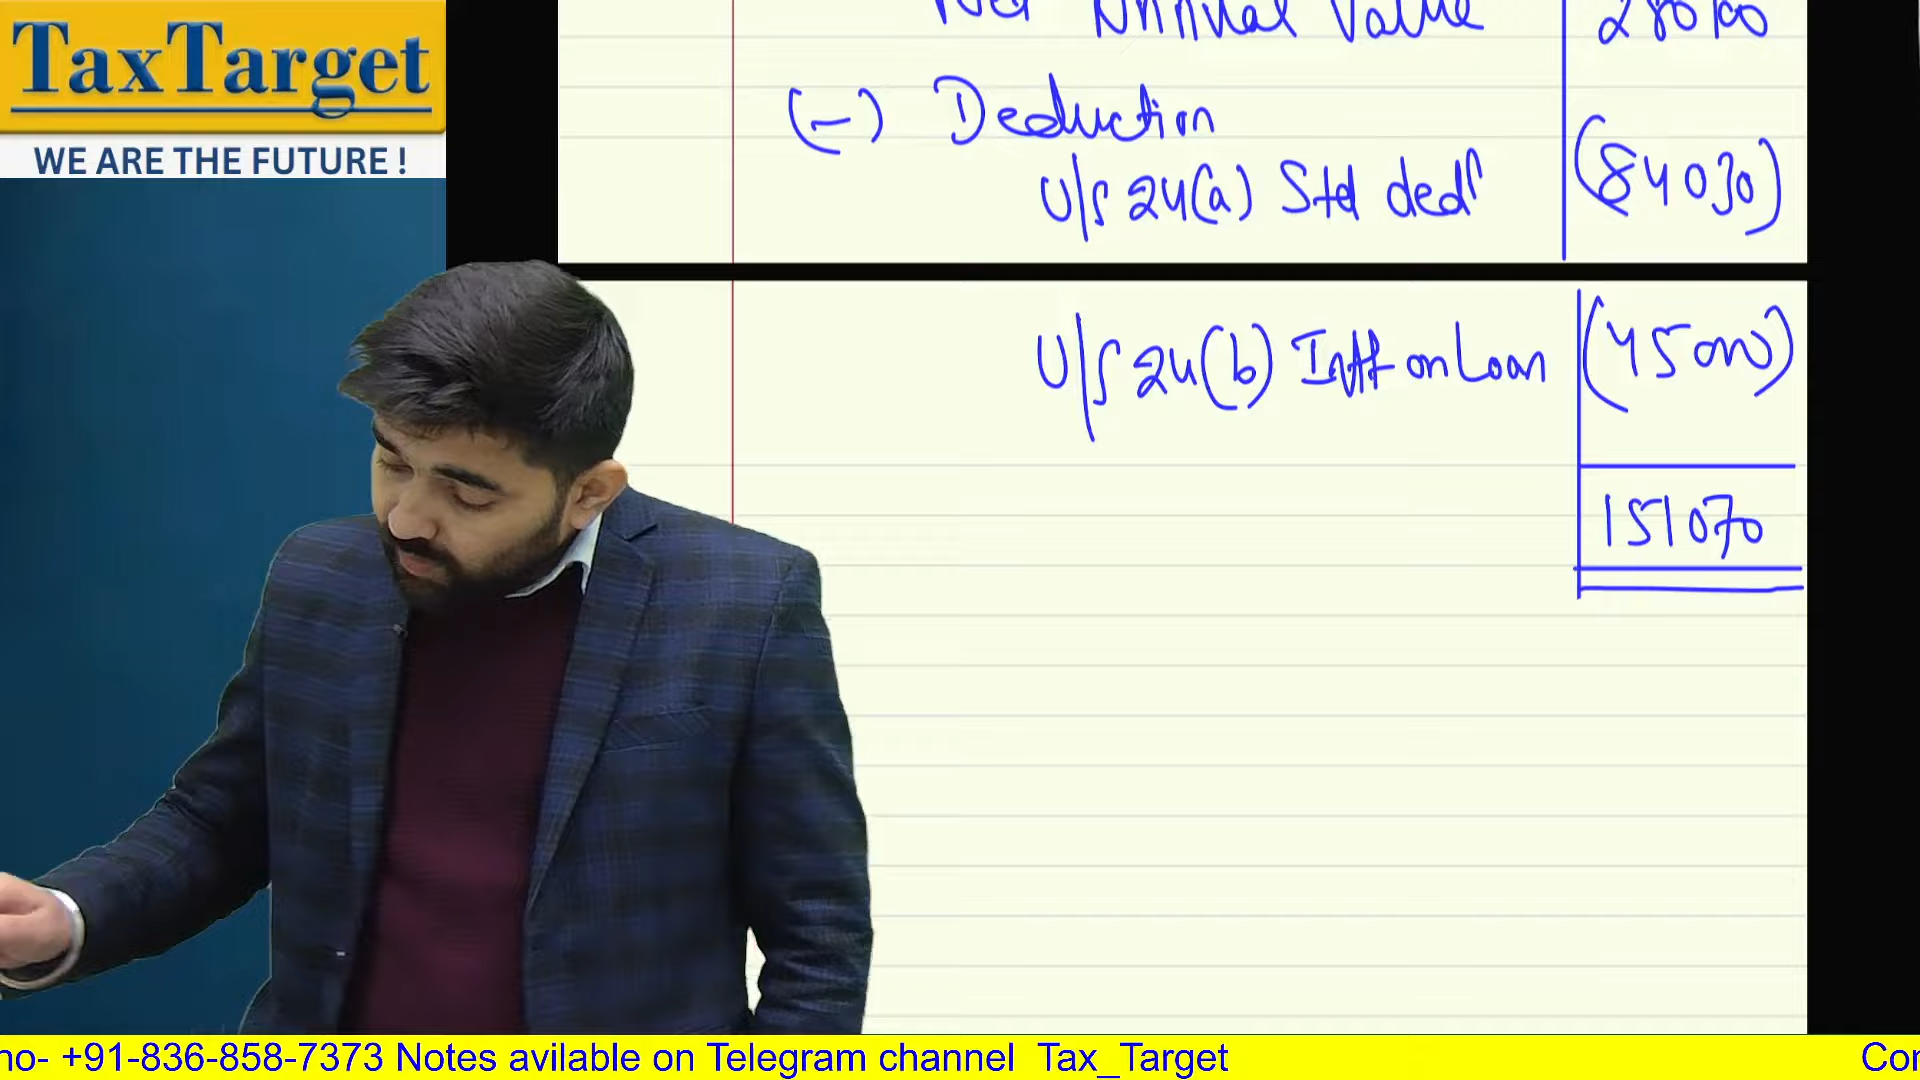 TaxTarget
WE ARE THE FUTURE !
Net Annual Value 280100
(-) Deduction
U/s 24(a) Std dedn (84030)
U/s 24(b) Intt on Loan (45000)
151070
no- +91-836-858-7373 Notes avilable on Telegram channel Tax_Target
Con